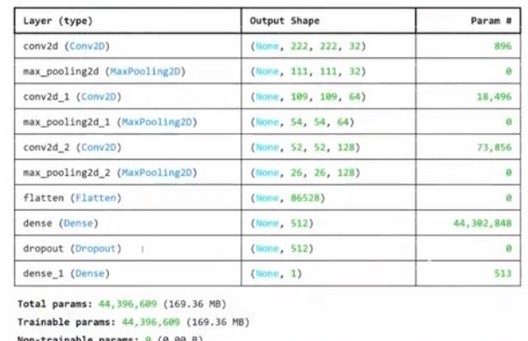 Layer (type) Output Shape Param #
conv2d (Conv2D) (None, 222, 222, 32) 896
max_pooling2d (MaxPooling2D) (None, 111, 111, 32) 0
conv2d_1 (Conv2D) (None, 109, 109, 64) 18,496
max_pooling2d_1 (MaxPooling2D) (None, 54, 54, 64) 0
conv2d_2 (Conv2D) (None, 52, 52, 128) 73,856
max_pooling2d_2 (MaxPooling2D) (None, 26, 26, 128) 0
flatten (Flatten) (None, 86528) 0
dense (Dense) (None, 512) 44,302,848
dropout (Dropout) (None, 512) 0
dense_1 (Dense) (None, 1) 513
Total params: 44,396,609 (169.36 MB)
Trainable params: 44,396,609 (169.36 MB)
Non-trainable params: 0 (0.00 B)